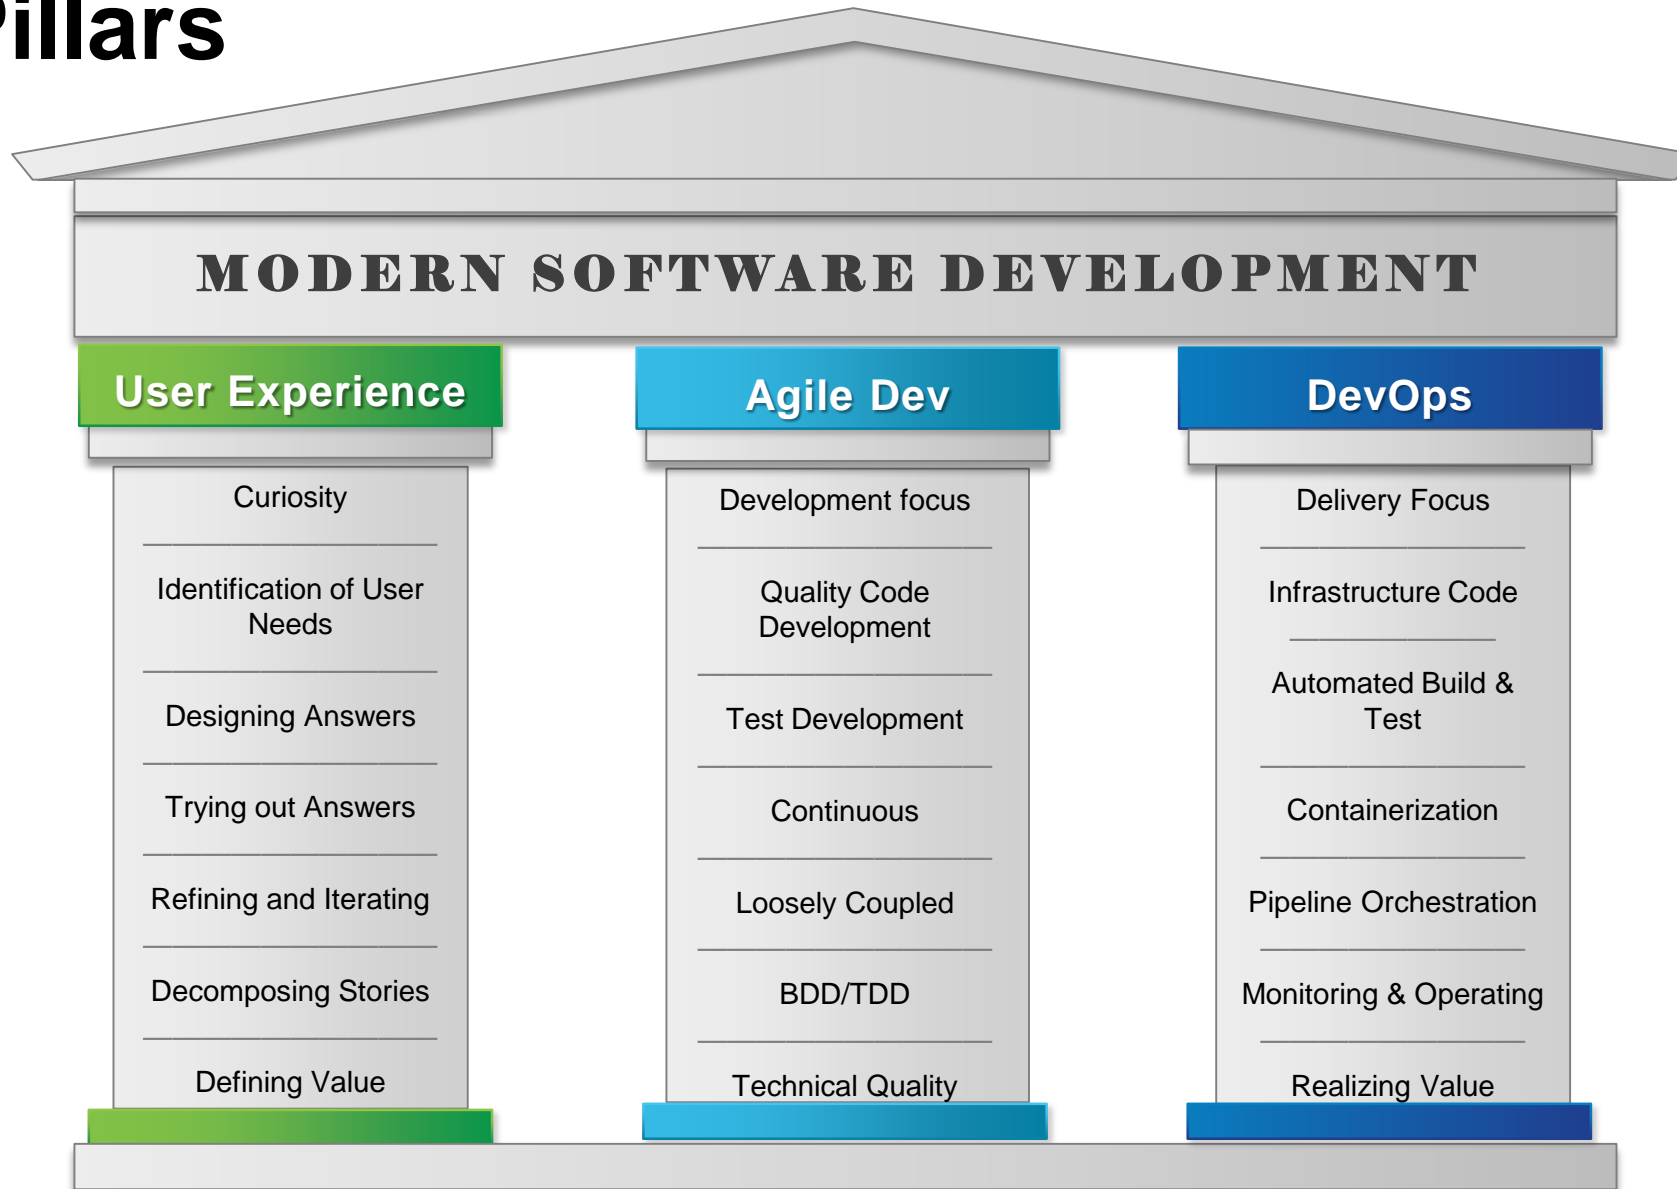 Pillars
MODERN SOFTWARE DEVELOPMENT
User Experience
Curiosity
Identification of User
Needs
Designing Answers
Trying out Answers
Refining and Iterating
Decomposing Stories
Defining Value
Agile Dev
Development focus
Quality Code
Development
Test Development
Continuous
Loosely Coupled
BDD/TDD
Technical Quality
DevOps
Delivery Focus
Infrastructure Code
Automated Build &
Test
Containerization
Pipeline Orchestration
Monitoring & Operating
Realizing Value